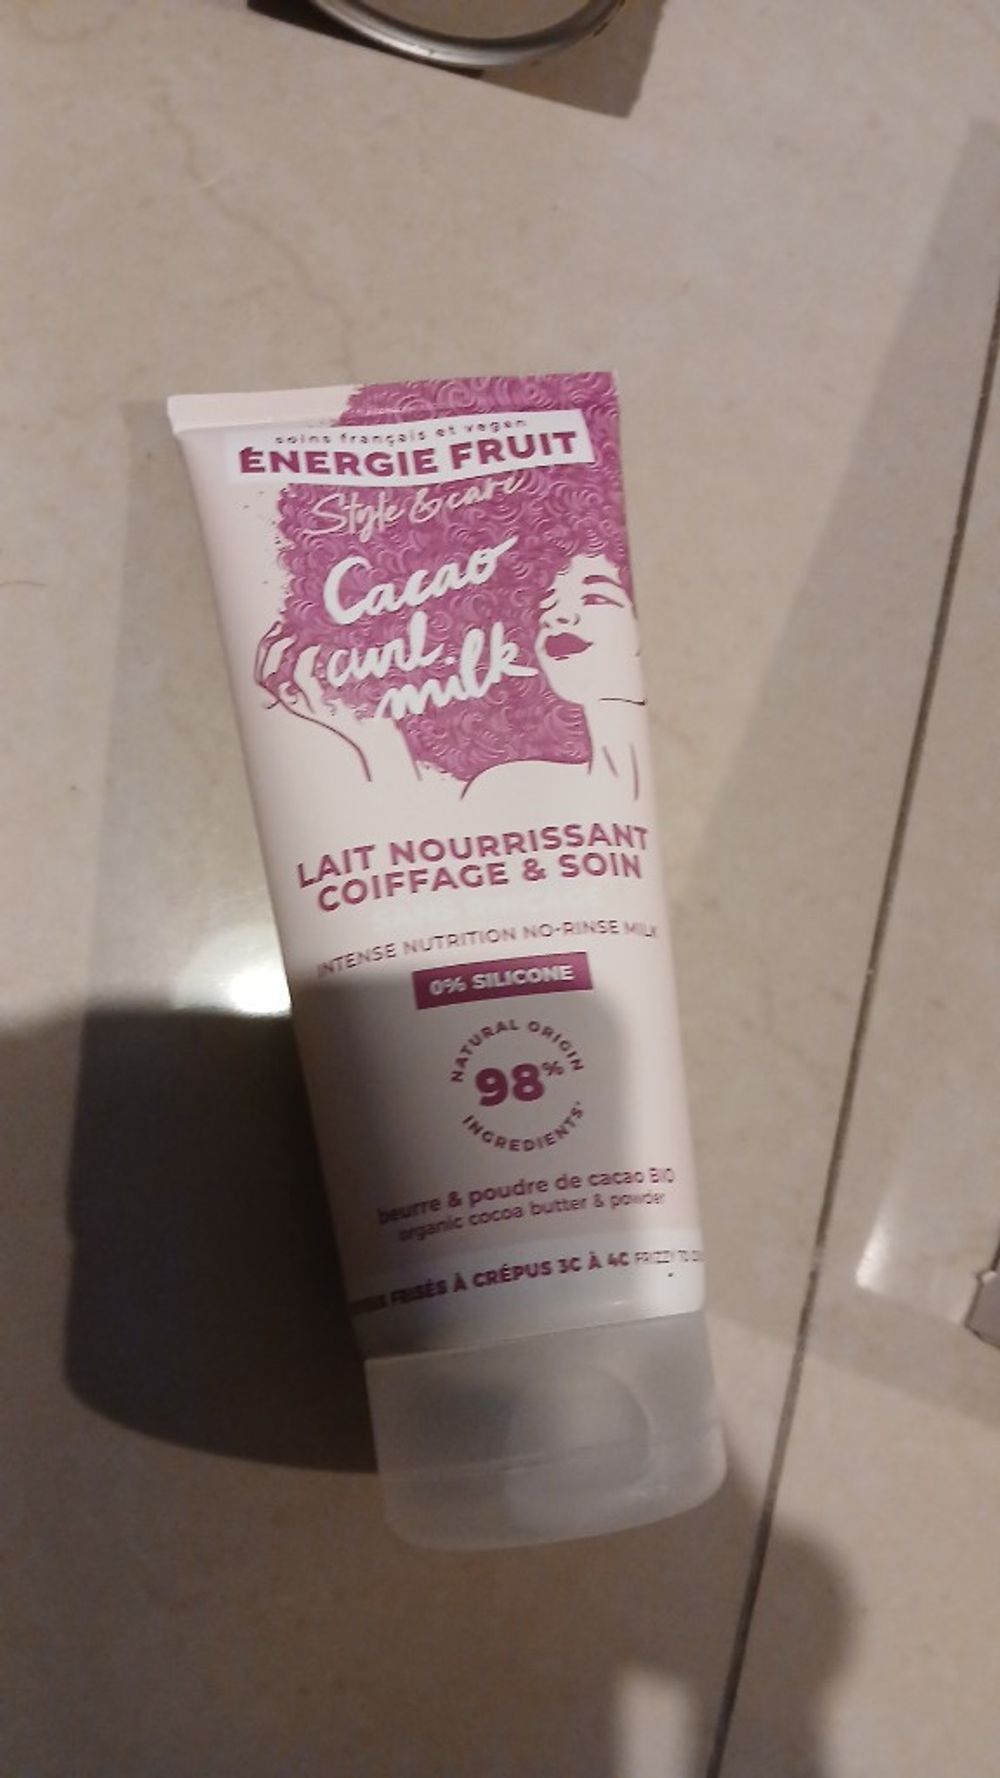 soins français et vegan
ÉNERGIE FRUIT
Style & care
Cacao
curl
milk
LAIT NOURRISSANT
COIFFAGE & SOIN
INTENSE NUTRITION NO-RINSE MILK
0% SILICONE
NATURAL ORIGIN
98%
INGREDIENTS*
beurre & poudre de cacao BIO
organic cocoa butter & powder
FRISÉS À CRÉPUS 3C À 4C FRIZZY TO